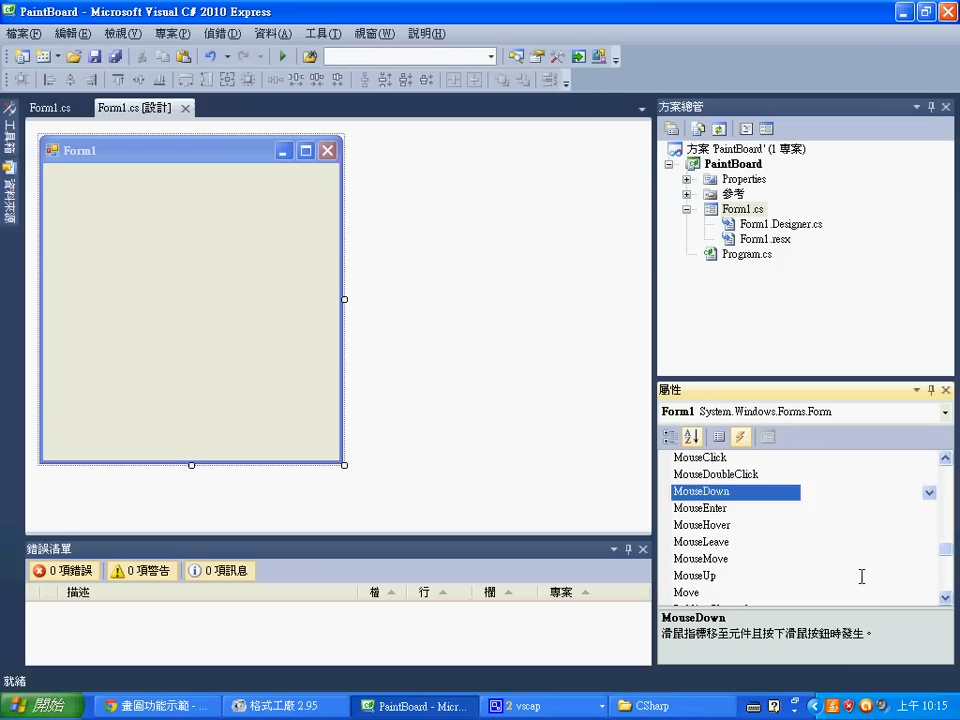 PaintBoard - Microsoft Visual C# 2010 Express
檔案(F) 編輯(E) 檢視(V) 專案(P) 偵錯(D) 資料(A) 工具(T) 視窗(W) 說明(H)
Form1.cs
Form1.cs [設計]
工具箱
資料來源
Form1
方案總管
方案 'PaintBoard' (1 專案)
PaintBoard
Properties
參考
Form1.cs
Form1.Designer.cs
Form1.resx
Program.cs
屬性
Form1 System.Windows.Forms.Form
MouseClick
MouseDoubleClick
MouseDown
MouseEnter
MouseHover
MouseLeave
MouseMove
MouseUp
Move
MouseDown
滑鼠指標移至元件且按下滑鼠按鈕時發生。
錯誤清單
0 項錯誤 0 項警告 0 項訊息
描述 檔 行 欄 專案
就緒
開始 畫圖功能示範 - ... 格式工廠 2.95 PaintBoard - Micr... 2 vscap CSharp 上午 10:15